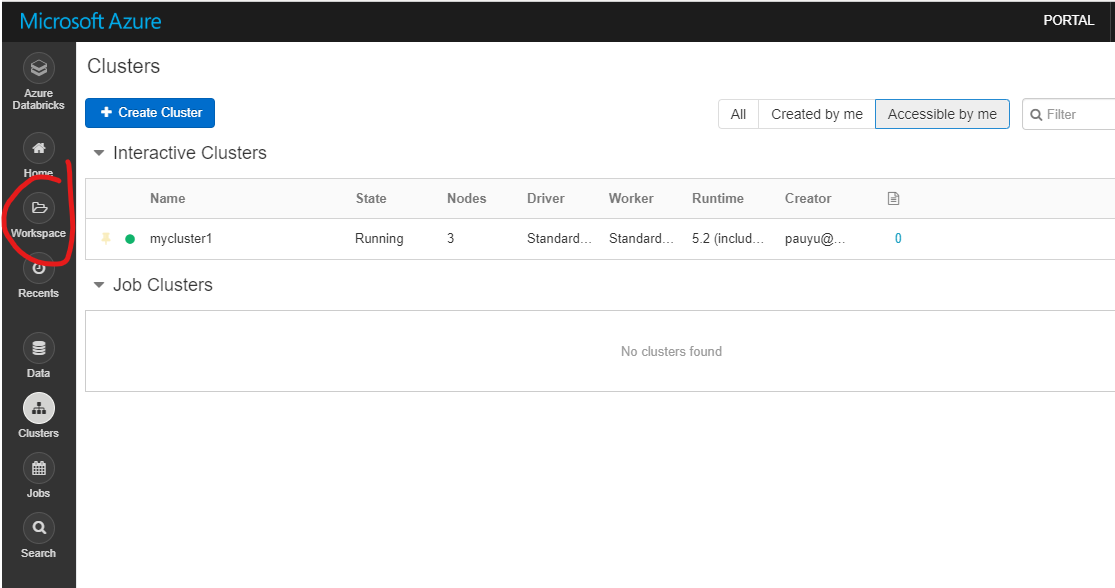 Microsoft Azure
PORTAL
Azure
Databricks
Home
Workspace
Recents
Data
Clusters
Jobs
Search
Clusters
Create Cluster
All
Created by me
Accessible by me
Filter
Interactive Clusters
Name State Nodes Driver Worker Runtime Creator
mycluster1 Running 3 Standard... Standard... 5.2 (includ... pauyu@... 0
Job Clusters
No clusters found